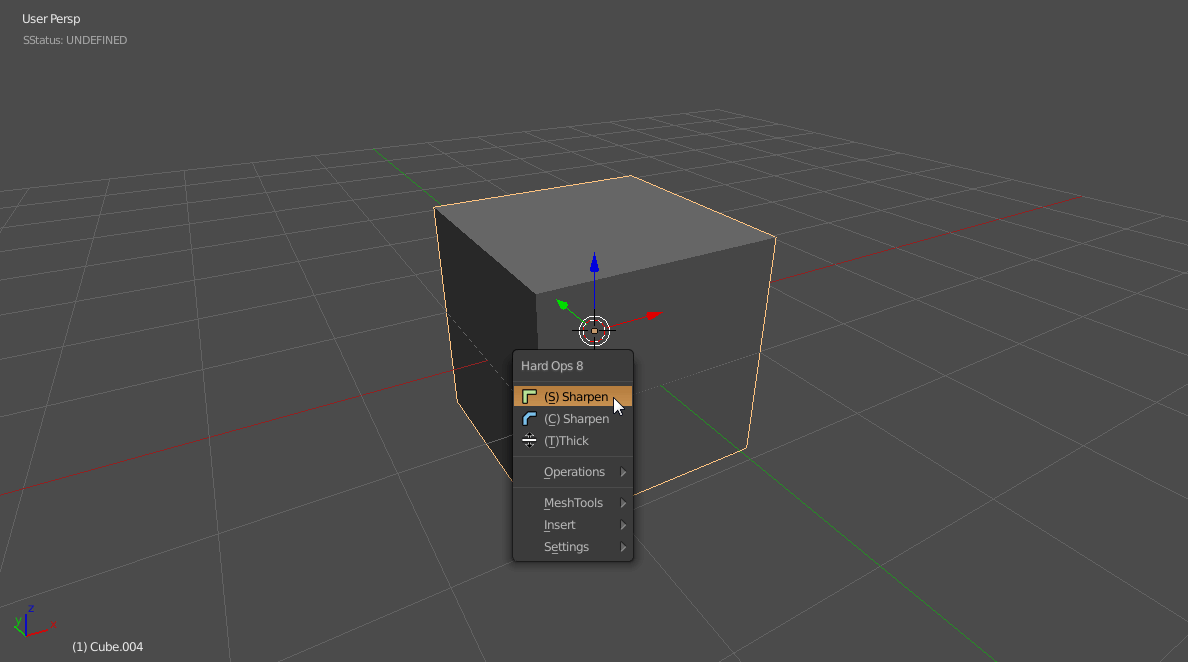 User Persp
SStatus: UNDEFINED
Hard Ops 8
(S) Sharpen
(C) Sharpen
(T)Thick
Operations
MeshTools
Insert
Settings
z
y
x
(1) Cube.004